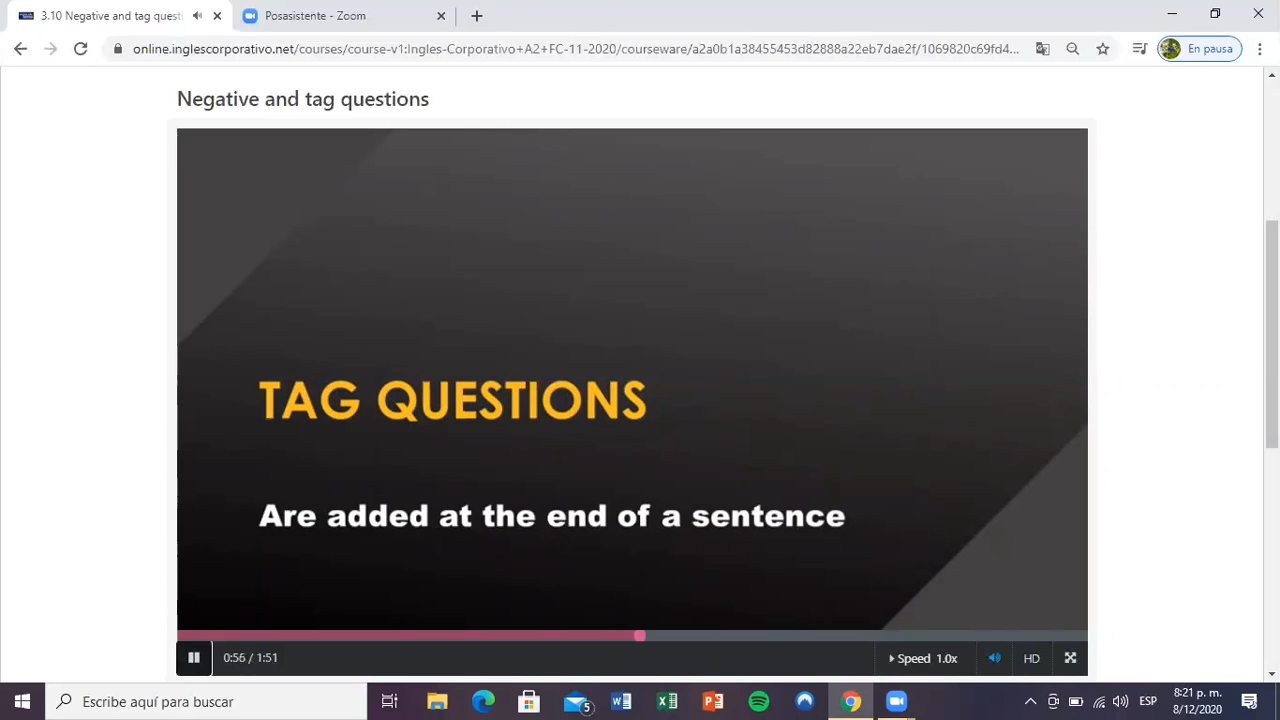 3.10 Negative and tag quest
Posasistente - Zoom
online.inglescorporativo.net/courses/course-v1:Ingles-Corporativo+A2+FC-11-2020/courseware/a2a0b1a38455453d82888a22eb7dae2f/1069820c69fd4...
En pausa
Negative and tag questions
TAG QUESTIONS
Are added at the end of a sentence
0:56 / 1:51
Speed 1.0x
HD
Escribe aquí para buscar
5
ESP
8:21 p. m.
8/12/2020